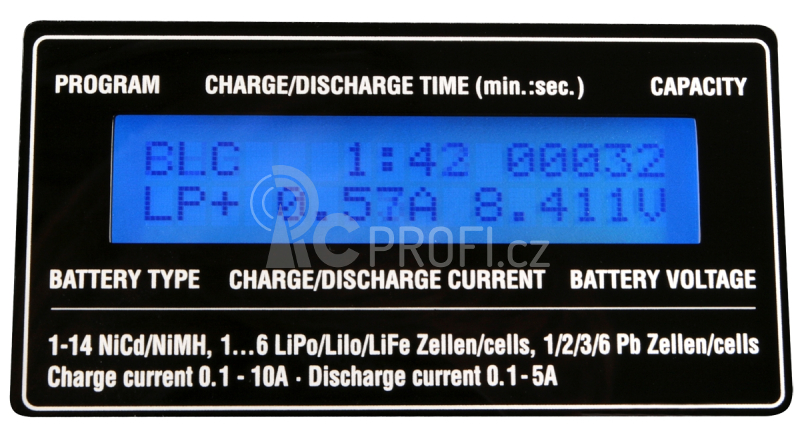 PROGRAM CHARGE/DISCHARGE TIME (min.:sec.) CAPACITY
BLC 1:42 00032
LP+ 0.57A 8.411V
RCPROFI.cz
BATTERY TYPE CHARGE/DISCHARGE CURRENT BATTERY VOLTAGE
1-14 NiCd/NiMH, 1...6 LiPo/LiIo/LiFe Zellen/cells, 1/2/3/6 Pb Zellen/cells
Charge current 0.1 - 10A · Discharge current 0.1-5A